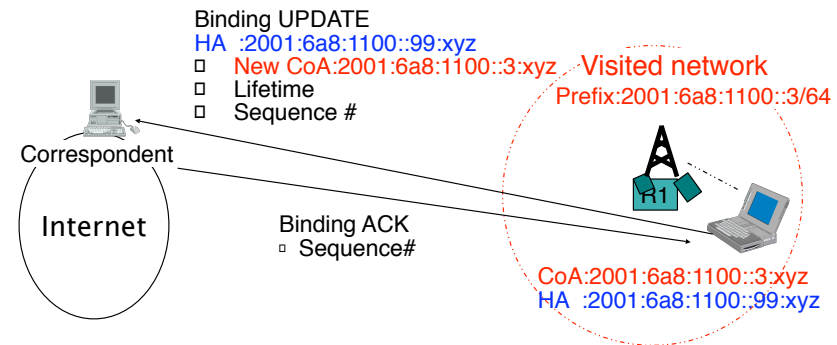 Binding UPDATE
HA :2001:6a8:1100::99:xyz
New CoA:2001:6a8:1100::3:xyz
Lifetime
Sequence #
Visited network
Prefix:2001:6a8:1100::3/64
Correspondent
R1
Internet
Binding ACK
Sequence#
CoA:2001:6a8:1100::3:xyz
HA :2001:6a8:1100::99:xyz